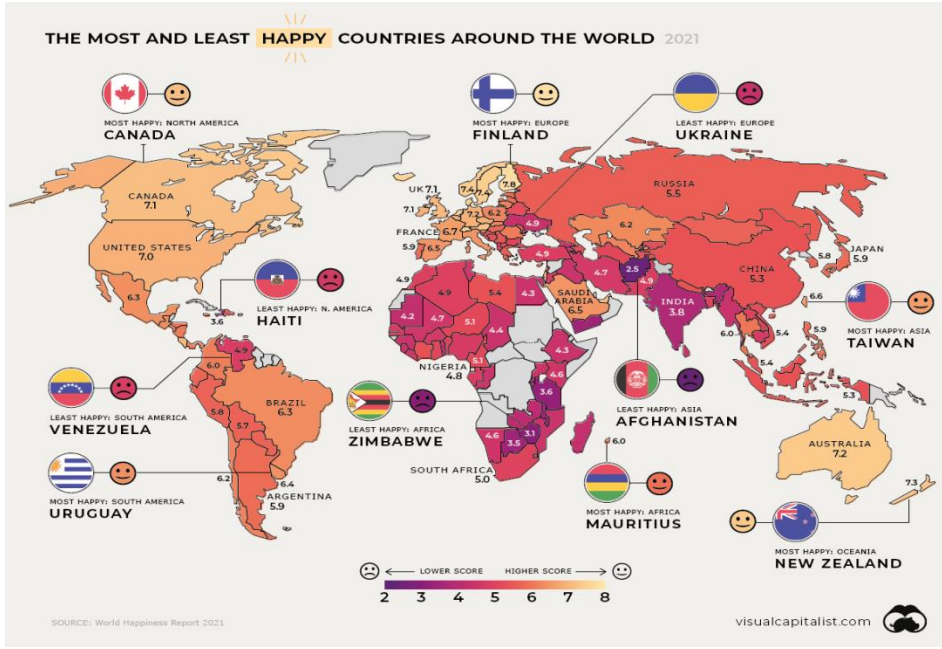 THE MOST AND LEAST HAPPY COUNTRIES AROUND THE WORLD 2021
MOST HAPPY: NORTH AMERICA
CANADA
MOST HAPPY: EUROPE
FINLAND
LEAST HAPPY: EUROPE
UKRAINE
CANADA
7.1
UNITED STATES
7.0
6.3
LEAST HAPPY: N. AMERICA
HAITI
3.6
UK 7.1
7.1
7.4
7.4
7.8
7.2
6.2
FRANCE 6.7
5.9
6.5
4.9
4.9
RUSSIA
5.5
6.2
4.7
2.5
4.9
CHINA
5.3
5.8
JAPAN
5.9
INDIA
3.8
SAUDI
ARABIA
6.5
6.6
MOST HAPPY: ASIA
TAIWAN
6.0
5.4
5.9
5.4
5.3
4.9
4.9
5.4
4.3
4.2
4.7
5.1
4.4
4.3
NIGERIA
4.8
5.1
4.6
3.6
LEAST HAPPY: AFRICA
ZIMBABWE
4.6
3.5
3.1
SOUTH AFRICA
5.0
LEAST HAPPY: ASIA
AFGHANISTAN
6.0
MOST HAPPY: AFRICA
MAURITIUS
4.9
6.0
LEAST HAPPY: SOUTH AMERICA
VENEZUELA
BRAZIL
6.3
5.8
5.7
6.2
6.4
ARGENTINA
5.9
MOST HAPPY: SOUTH AMERICA
URUGUAY
AUSTRALIA
7.2
7.3
MOST HAPPY: OCEANIA
NEW ZEALAND
LOWER SCORE HIGHER SCORE
2 3 4 5 6 7 8
SOURCE: World Happiness Report 2021
visualcapitalist.com